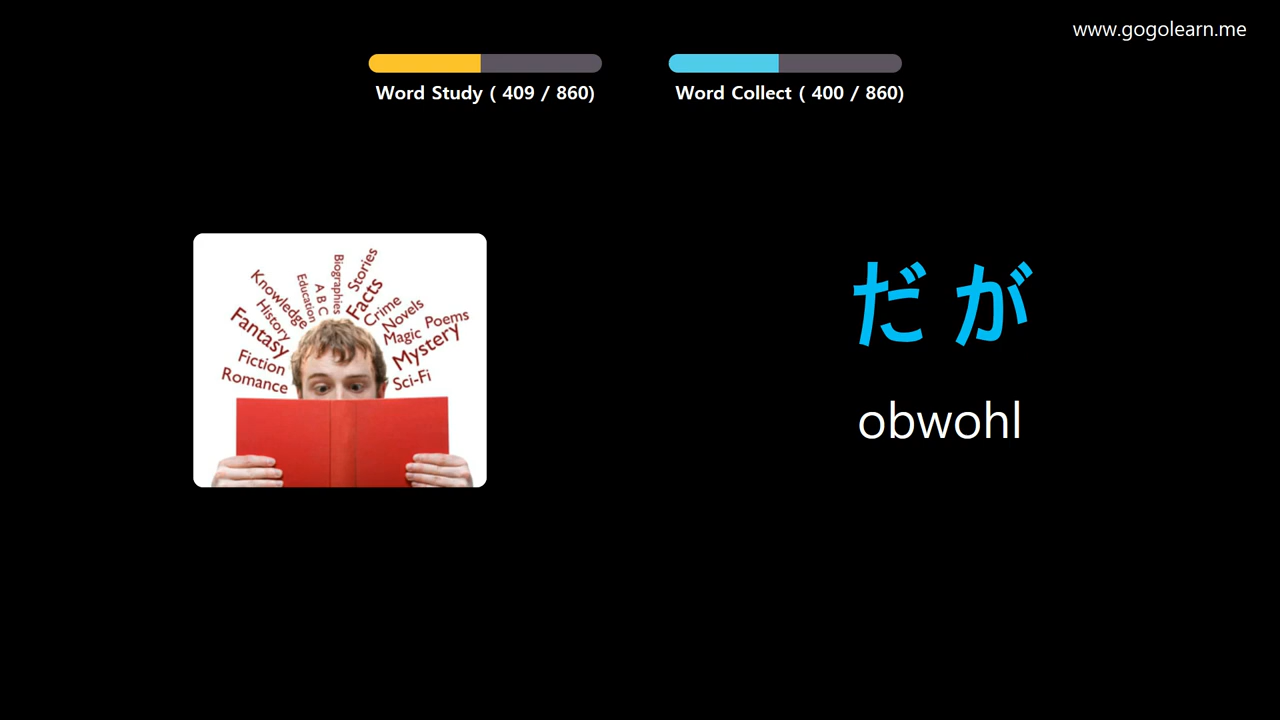 www.gogolearn.me
Word Study ( 409 / 860)
Word Collect ( 400 / 860)
Knowledge
History
Fantasy
Fiction
Romance
Education
A B C
Biographies
Stories
Facts
Crime
Novels
Magic
Poems
Mystery
Sci-Fi
だが
obwohl